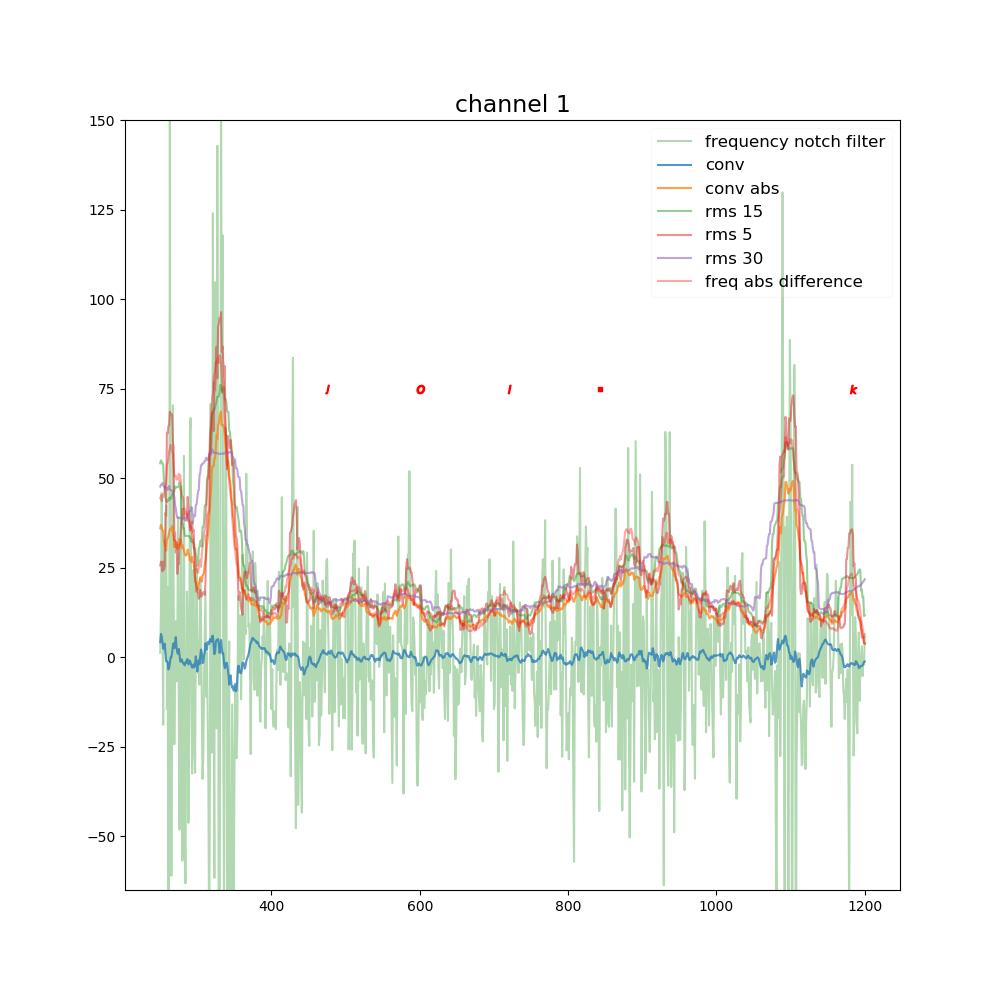 channel 1
150
125
100
75
50
25
0
−25
−50
frequency notch filter
conv
conv abs
rms 15
rms 5
rms 30
freq abs difference
J O I ▪ k
400 600 800 1000 1200